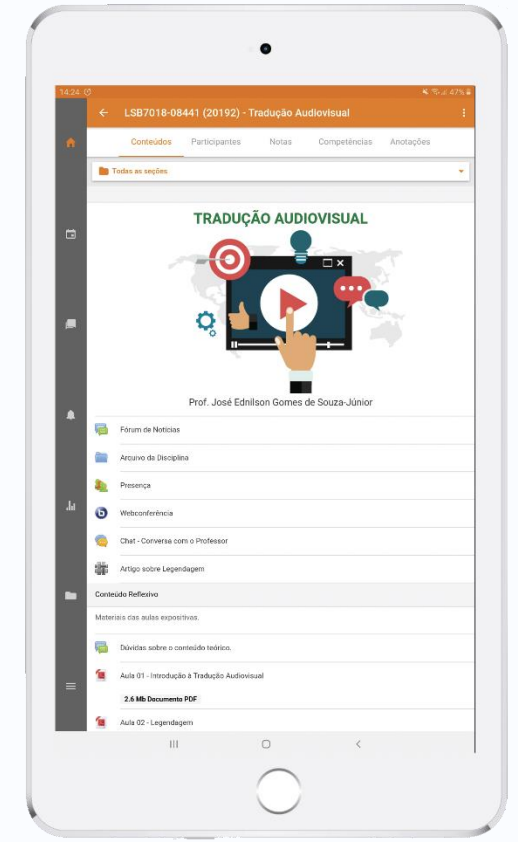 14:24
47%
LSB7018-08441 (20192) - Tradução Audiovisual
Conteúdos Participantes Notas Competências Anotações
Todas as seções
TRADUÇÃO AUDIOVISUAL
Prof. José Ednilson Gomes de Souza-Júnior
Fórum de Notícias
Arquivo da Disciplina
Presença
Webconferência
Chat - Conversa com o Professor
Artigo sobre Legendagem
Conteúdo Reflexivo
Materiais das aulas expositivas.
Dúvidas sobre o conteúdo teórico.
Aula 01 - Introdução à Tradução Audiovisual
2.6 Mb Documento PDF
Aula 02 - Legendagem